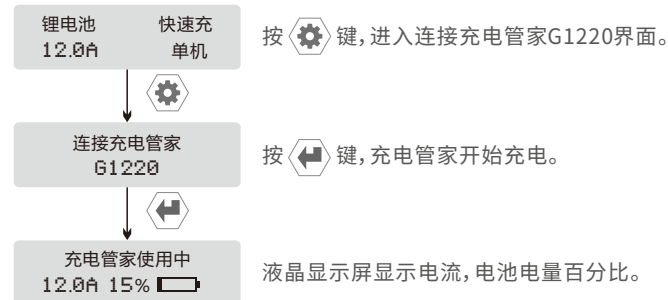 锂电池 快速充
12.0A 单机
按 键,进入连接充电管家G1220界面。
连接充电管家
G1220
按 键,充电管家开始充电。
充电管家使用中
12.0A 15%
液晶显示屏显示电流,电池电量百分比。